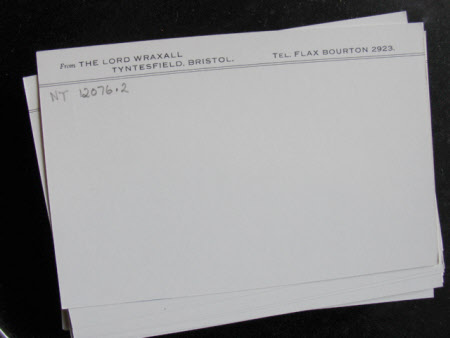 From THE LORD WRAXALL
TYNTESFIELD, BRISTOL.
TEL. FLAX BOURTON 2923.
NT 12076.2